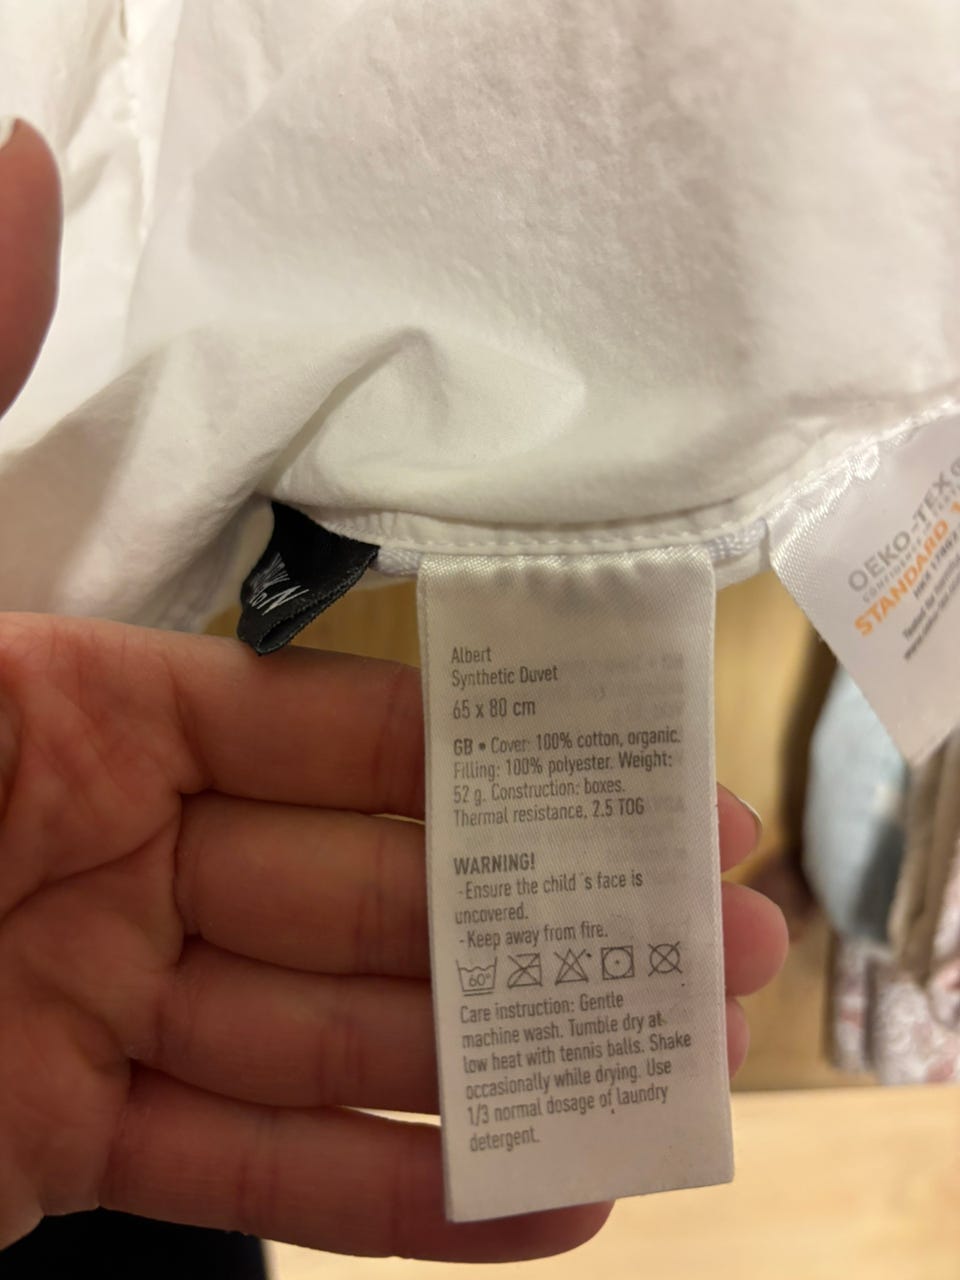 Albert
Synthetic Duvet
65 x 80 cm
GB • Cover: 100% cotton, organic.
Filling: 100% polyester. Weight:
52 g. Construction: boxes.
Thermal resistance, 2.5 TOG
WARNING!
-Ensure the child´s face is
uncovered.
-Keep away from fire.
60°
Care instruction: Gentle
machine wash. Tumble dry at
low heat with tennis balls. Shake
occasionally while drying. Use
1/3 normal dosage of laundry
detergent.
OEKO-TEX
STANDARD
Tested for